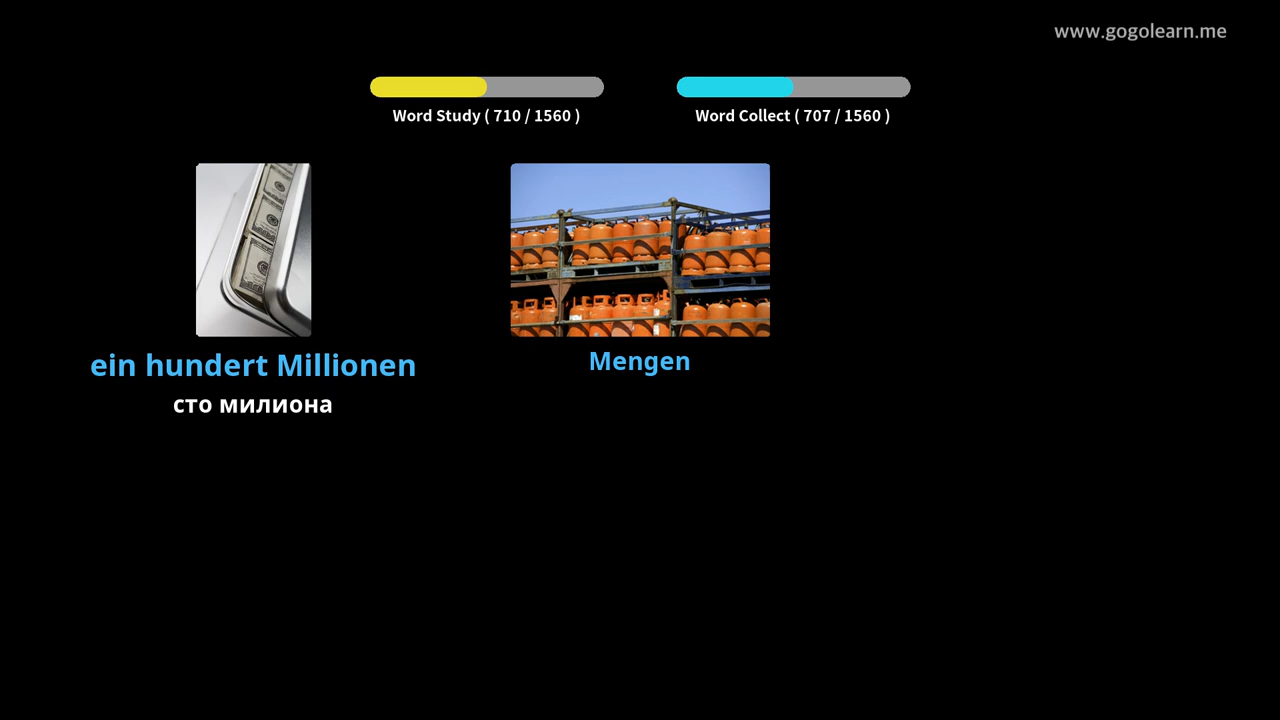 www.gogolearn.me
Word Study ( 710 / 1560 )
Word Collect ( 707 / 1560 )
ein hundert Millionen
сто милиона
Mengen